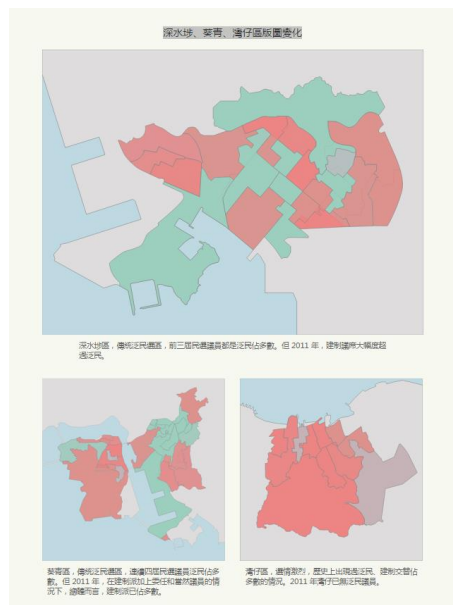 深水埗、葵青、灣仔區版圖變化
深水埗區，傳統泛民選區，前三屆民選議員都是泛民佔多數。但 2011 年，建制議席大幅度超
過泛民。
葵青區，傳統泛民選區，連續四屆民選議員泛民佔多
數。但 2011 年，在建制派加上委任和當然議員的情
況下，總體而言，建制派已佔多數。
灣仔區，選情激烈，歷史上出現過泛民、建制交替佔
多數的情況。2011 年灣仔已無泛民議員。